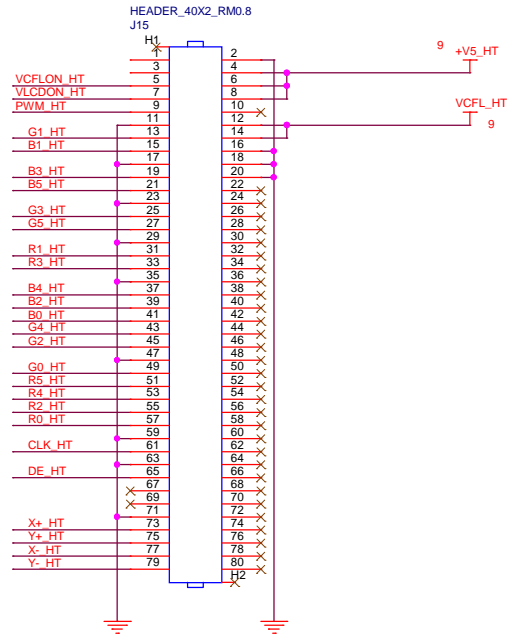 HEADER_40X2_RM0.8
J15
H1
9 +V5_HT
1 2
3 4
VCFLON_HT 5 6
VLCDON_HT 7 8
PWM_HT 9 10 VCFL_HT
11 12 9
G1_HT 13 14
B1_HT 15 16
17 18
B3_HT 19 20
B5_HT 21 22
23 24
G3_HT 25 26
G5_HT 27 28
29 30
R1_HT 31 32
R3_HT 33 34
35 36
B4_HT 37 38
B2_HT 39 40
B0_HT 41 42
G4_HT 43 44
G2_HT 45 46
47 48
G0_HT 49 50
R5_HT 51 52
R4_HT 53 54
R2_HT 55 56
R0_HT 57 58
59 60
CLK_HT 61 62
63 64
DE_HT 65 66
67 68
69 70
71 72
X+_HT 73 74
Y+_HT 75 76
X-_HT 77 78
Y-_HT 79 80
H2